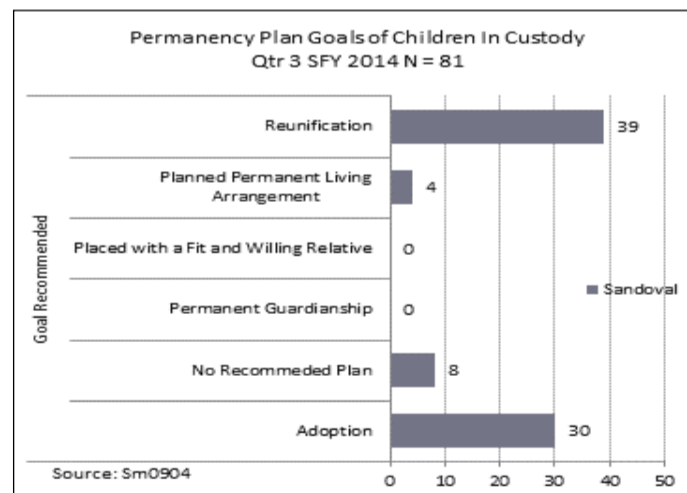 Permanency Plan Goals of Children In Custody
Qtr 3 SFY 2014 N = 81
Goal Recommended
Reunification
39
Planned Permanent Living
Arrangement
4
Placed with a Fit and Willing Relative
0
Permanent Guardianship
0
No Recommeded Plan
8
Adoption
30
Sandoval
0 10 20 30 40 50
Source: Sm0904